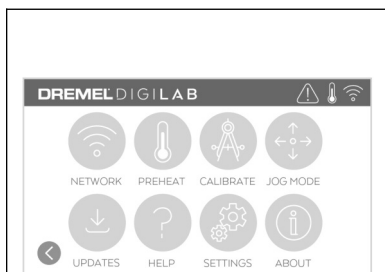 DREMEL DIGILAB
NETWORK PREHEAT CALIBRATE JOG MODE
UPDATES HELP SETTINGS ABOUT